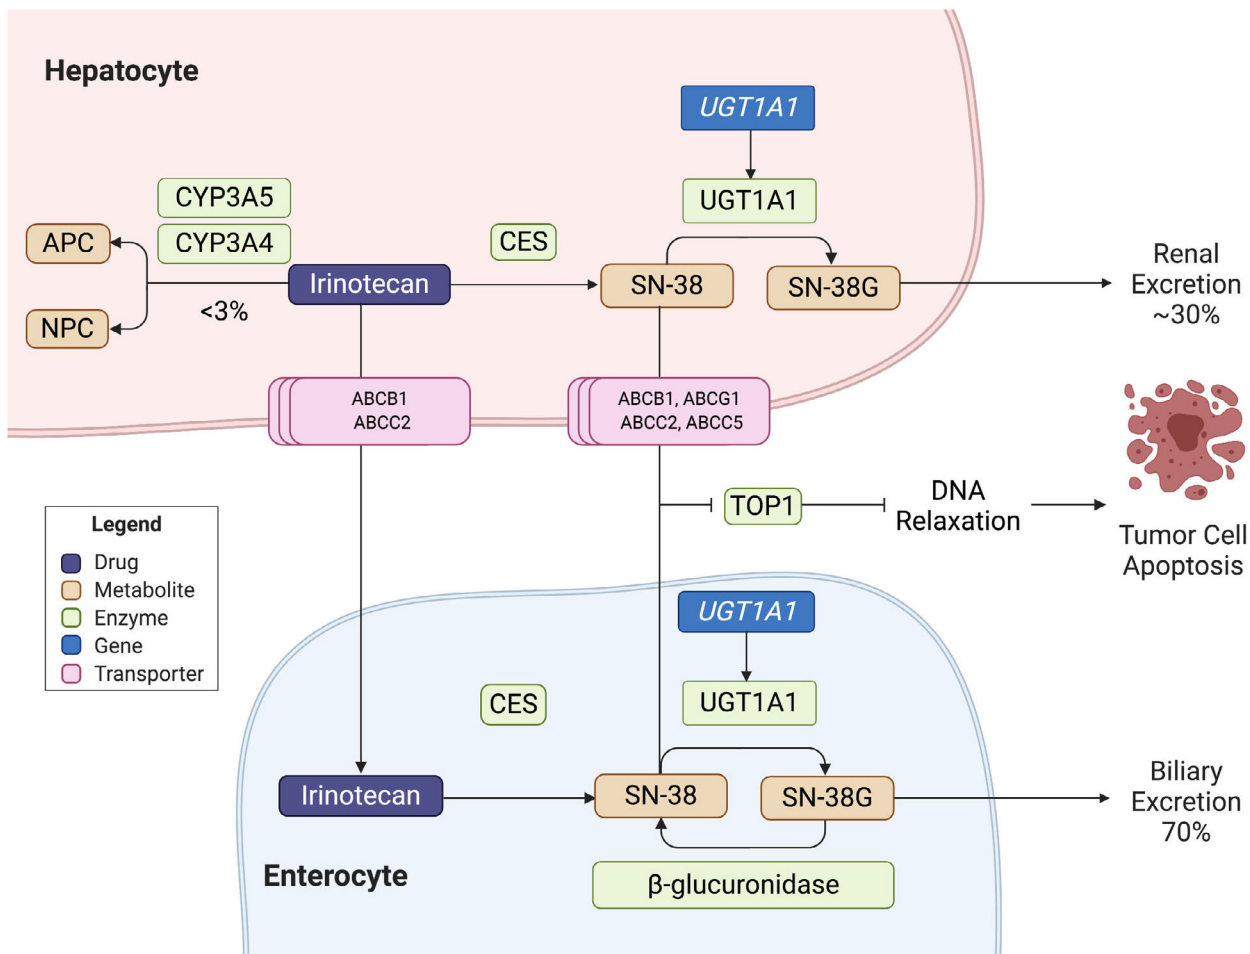 Hepatocyte
UGT1A1
UGT1A1
CYP3A5
CYP3A4
CES
APC
Irinotecan
SN-38
SN-38G
NPC
<3%
Renal
Excretion
~30%
ABCB1
ABCC2
ABCB1, ABCG1
ABCC2, ABCC5
TOP1
DNA
Relaxation
Tumor Cell
Apoptosis
Legend
Drug
Metabolite
Enzyme
Gene
Transporter
UGT1A1
UGT1A1
CES
Irinotecan
SN-38
SN-38G
Biliary
Excretion
70%
Enterocyte
β-glucuronidase